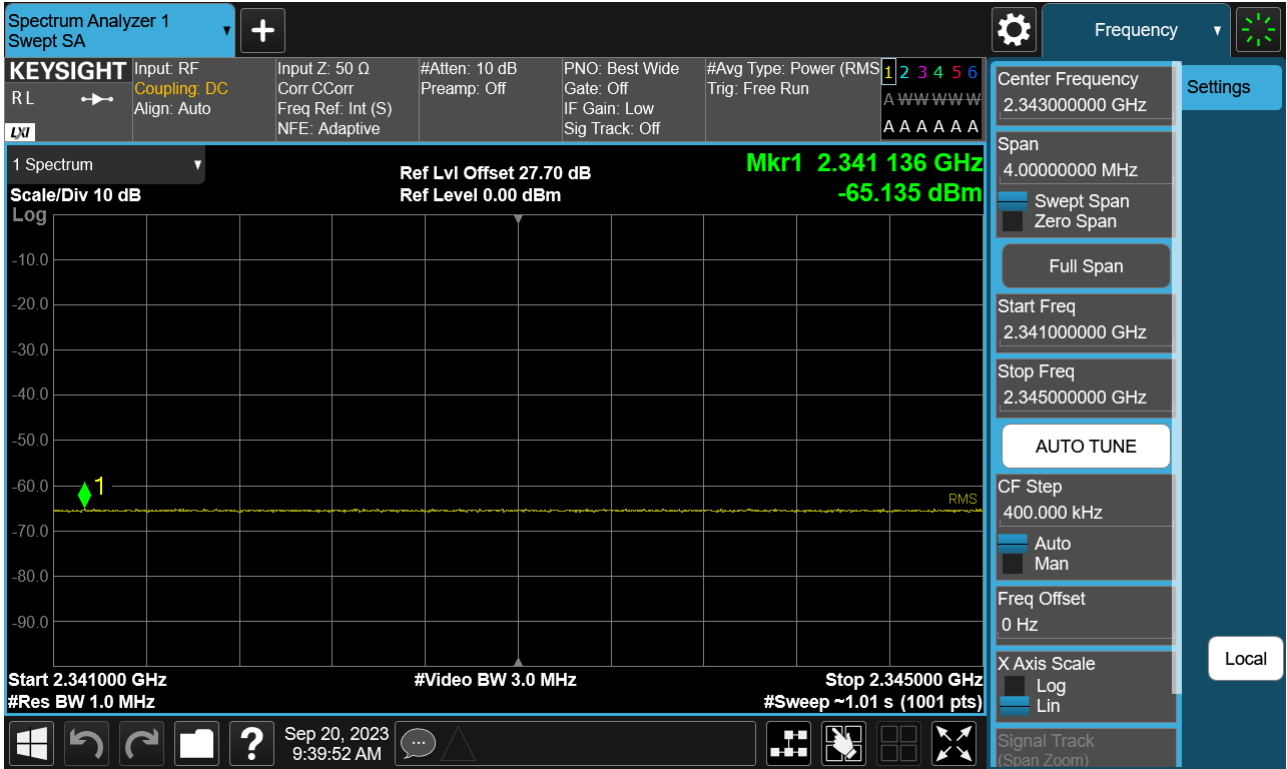 Spectrum Analyzer 1
Swept SA
Frequency
KEYSIGHT
R L
LXI
Input: RF
Coupling: DC
Align: Auto
Input Z: 50 Ω
Corr CCorr
Freq Ref: Int (S)
NFE: Adaptive
#Atten: 10 dB
Preamp: Off
PNO: Best Wide
Gate: Off
IF Gain: Low
Sig Track: Off
#Avg Type: Power (RMS
Trig: Free Run
1 2 3 4 5 6
A W W W W W
A A A A A A
1 Spectrum
Scale/Div 10 dB
Log
Ref Lvl Offset 27.70 dB
Ref Level 0.00 dBm
Mkr1 2.341 136 GHz
-65.135 dBm
-10.0
-20.0
-30.0
-40.0
-50.0
-60.0
-70.0
-80.0
-90.0
1
RMS
Start 2.341000 GHz
#Res BW 1.0 MHz
#Video BW 3.0 MHz
Stop 2.345000 GHz
#Sweep ~1.01 s (1001 pts)
Center Frequency
2.343000000 GHz
Span
4.00000000 MHz
Swept Span
Zero Span
Full Span
Start Freq
2.341000000 GHz
Stop Freq
2.345000000 GHz
AUTO TUNE
CF Step
400.000 kHz
Auto
Man
Freq Offset
0 Hz
X Axis Scale
Log
Lin
Signal Track
(Span Zoom)
Settings
Local
?
Sep 20, 2023
9:39:52 AM